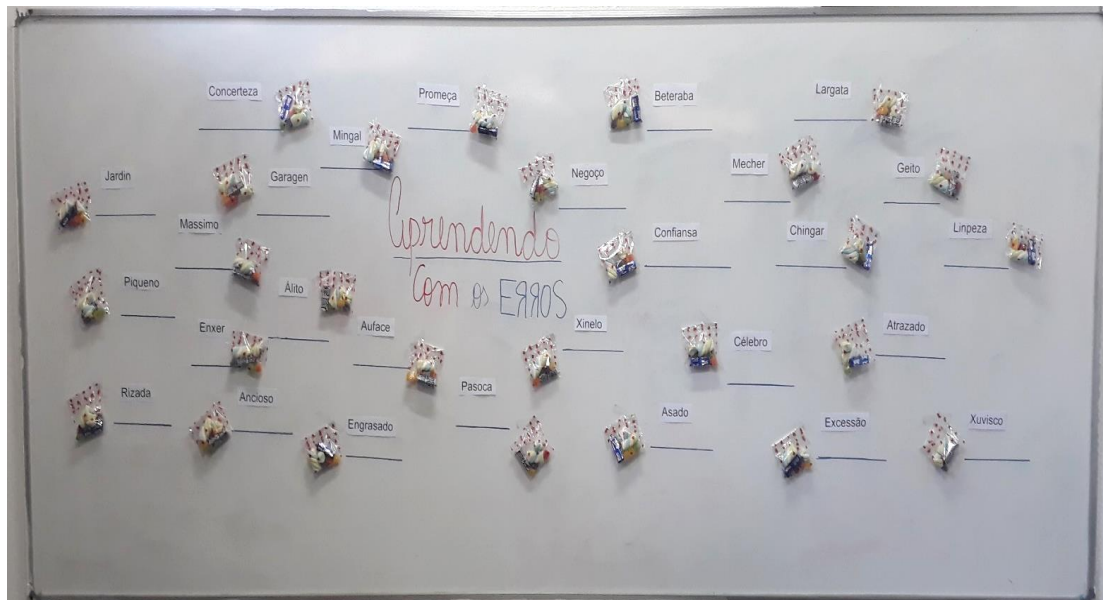 Concerteza
Promeça
Beteraba
Largata
Mingal
Jardin
Garagen
Negoço
Mecher
Geito
Massimo
Aprendendo
Confiansa
Chingar
Linpeza
Piqueno
Álito
Com os ERROS
Enxer
Auface
Xinelo
Célebro
Atrazado
Rizada
Ancioso
Pasoca
Engrasado
Asado
Excessão
Xuvisco